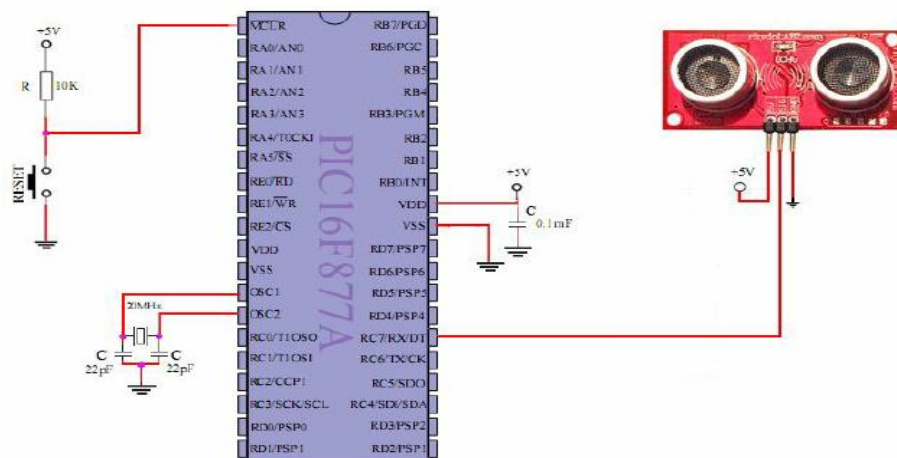 +5V
R
10K
RESET
MCLR
RA0/AN0
RA1/AN1
RA2/AN2
RA3/AN3
RA4/T0CKI
RA5/SS
RE0/RD
RE1/WR
RE2/CS
VDD
VSS
OSC1
OSC2
RC0/T1OSO
RC1/T1OSI
RC2/CCP1
RC3/SCK/SCL
RD0/PSP0
RD1/PSP1
PIC16F877A
RB7/PGD
RB6/PGC
RB5
RB4
RB3/PGM
RB2
RB1
RB0/INT
VDD
VSS
RD7/PSP7
RD6/PSP6
RD5/PSP5
RD4/PSP4
RC7/RX/DT
RC6/TX/CK
RC5/SDO
RC4/SDI/SDA
RD3/PSP2
RD2/PSP1
20MHz
C
22pF
C
22pF
+5V
C
0.1mF
+5V